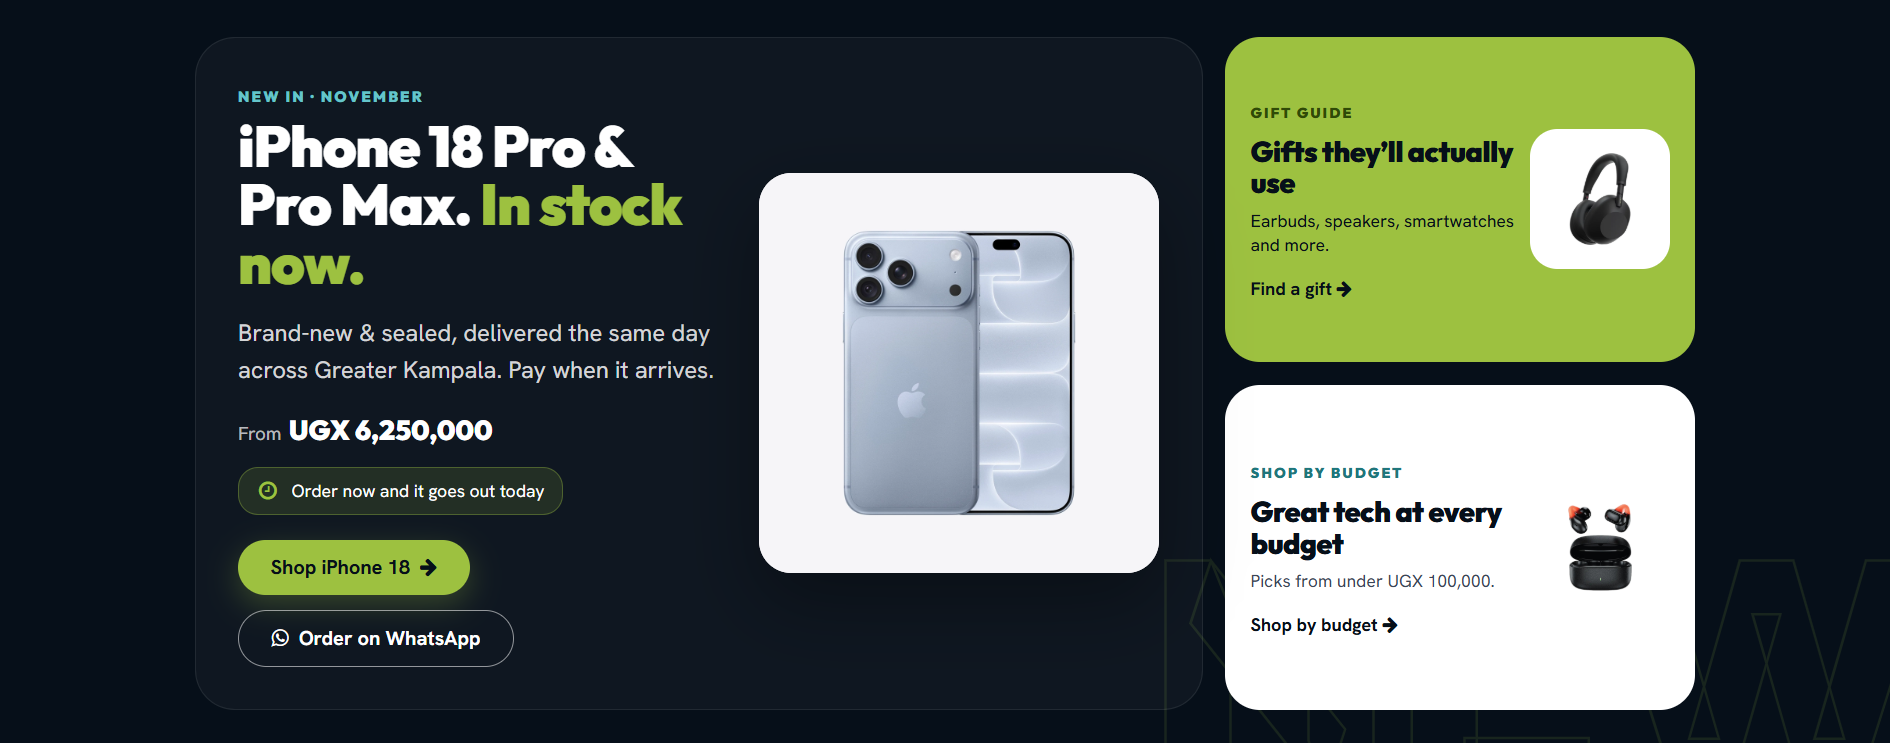 NEW IN · NOVEMBER
iPhone 18 Pro &
Pro Max. In stock
now.
Brand-new & sealed, delivered the same day
across Greater Kampala. Pay when it arrives.
From UGX 6,250,000
Order now and it goes out today
Shop iPhone 18 →
Order on WhatsApp
GIFT GUIDE
Gifts they’ll actually
use
Earbuds, speakers, smartwatches
and more.
Find a gift →
SHOP BY BUDGET
Great tech at every
budget
Picks from under UGX 100,000.
Shop by budget →